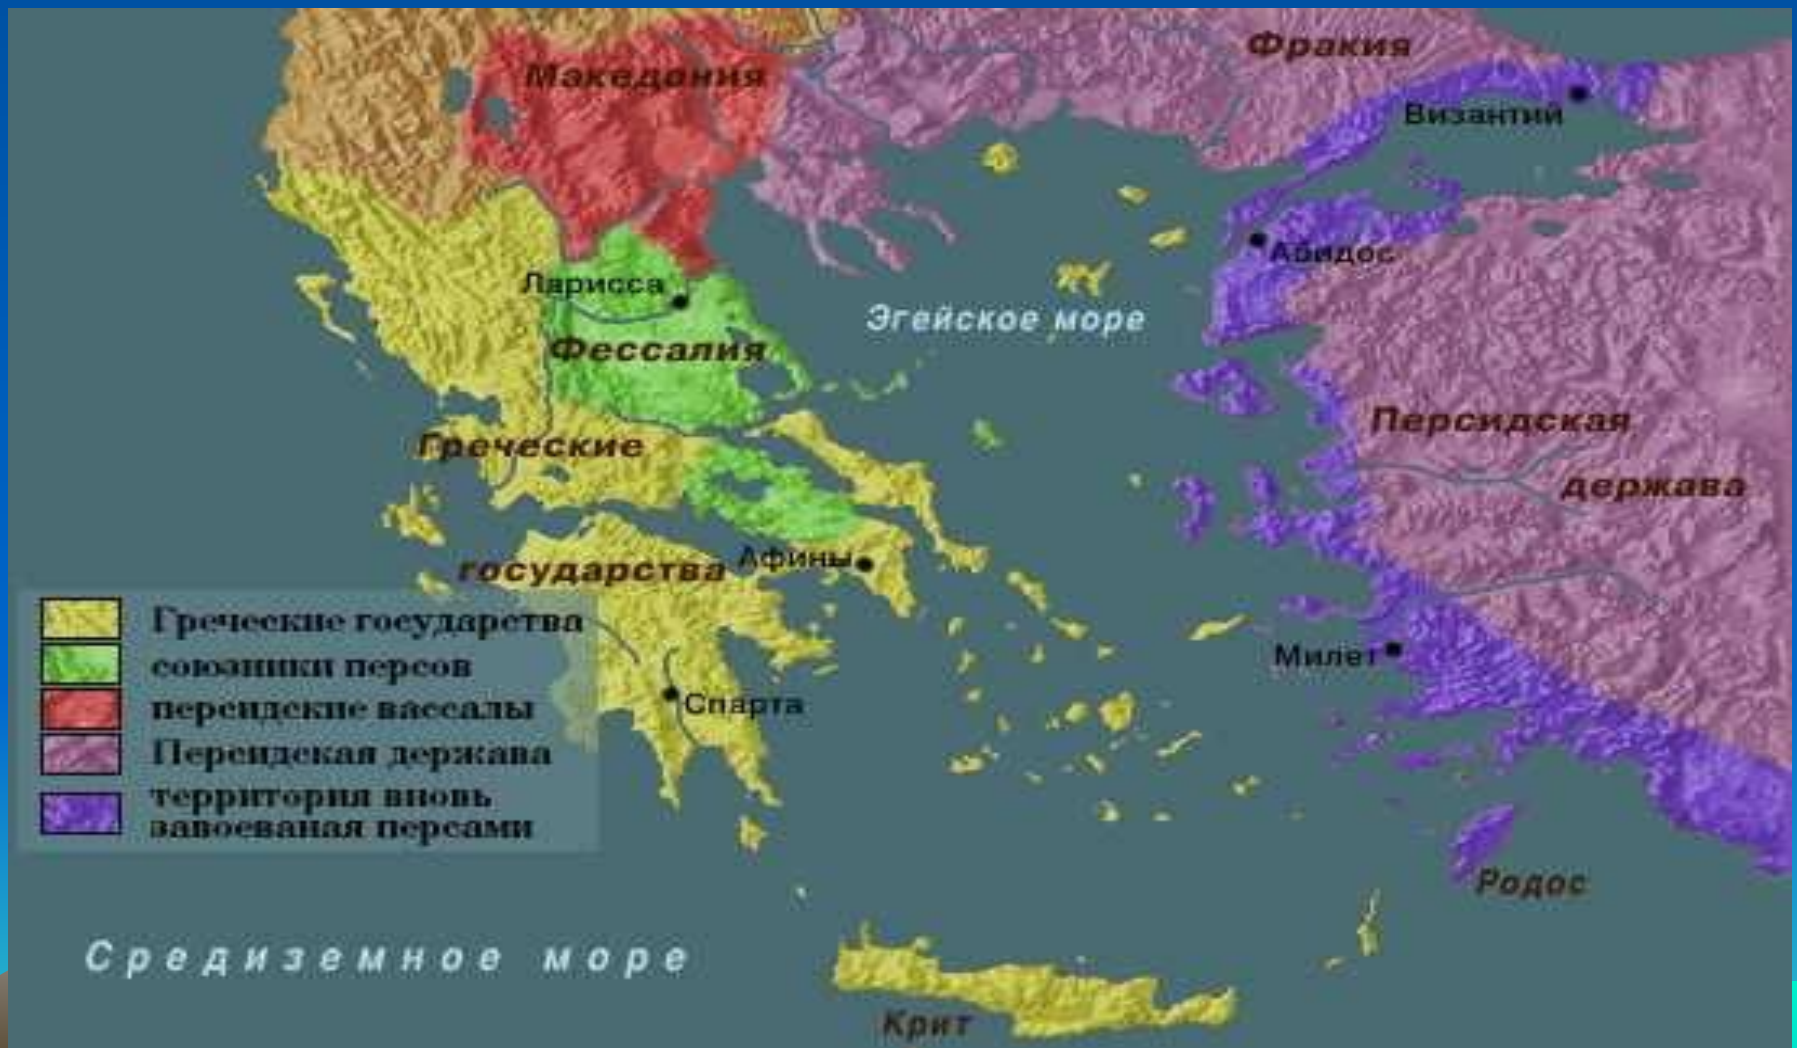 Фракия
Македония
Византий
Абидос
Ларисса
Эгейское море
Фессалия
Персидская
держава
Греческие
государства
Афины
Милет
Спарта
Греческие государства
союзники персов
персидские вассалы
Персидская держава
территория вновь
завоеваная персами
Родос
Средиземное море
Крит